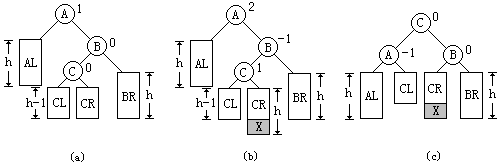 A 1
B 0
C 0
h AL
h-1 CL CR BR h
(a)
A 2
B -1
C 1
h AL
h-1 CL CR h BR h
X
(b)
C 0
A -1 B 0
h AL CL CR BR h
X
(c)